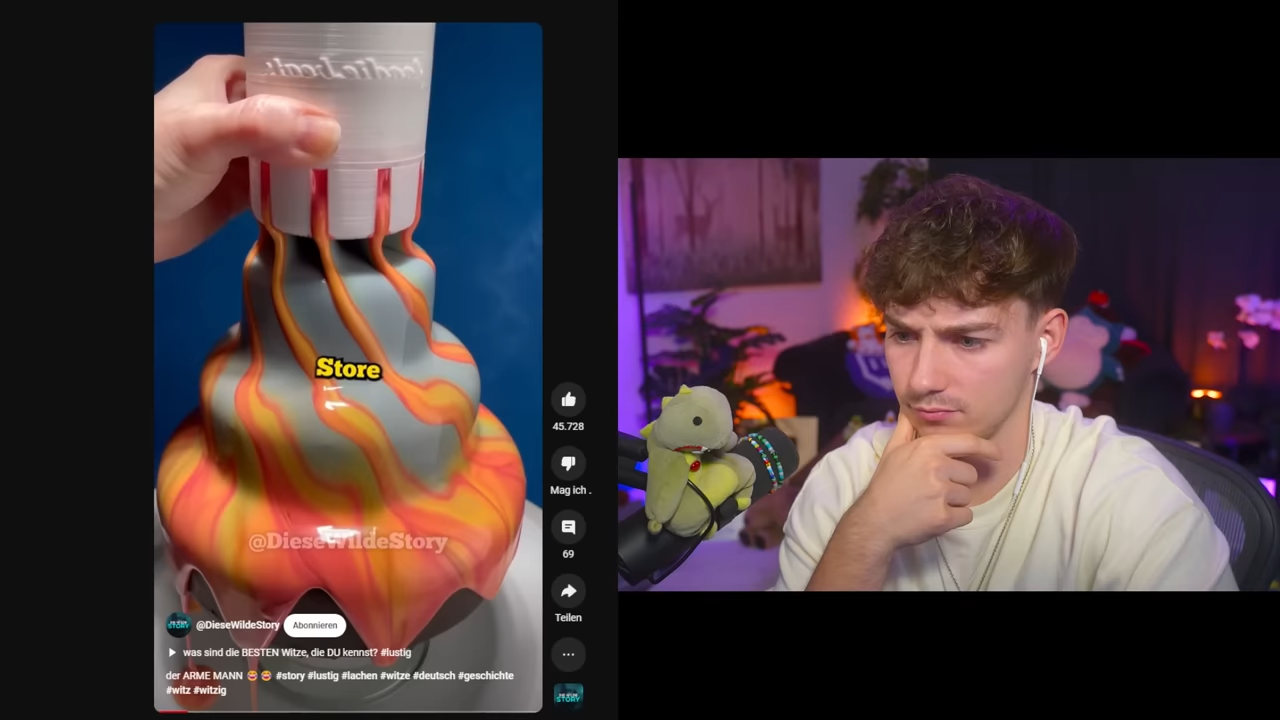 Store
@DieseWildeStory
45.728
Mag ich .
69
Teilen
@DieseWildeStory
Abonnieren
was sind die BESTEN Witze, die DU kennst? #lustig
der ARME MANN 😂 😂 #story #lustig #lachen #witze #deutsch #geschichte
#witz #witzig